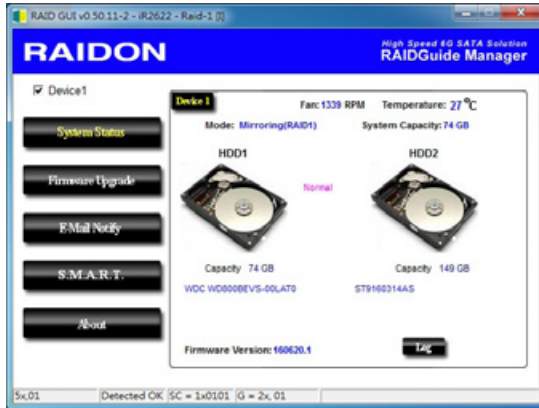 RAID GUI v0.50.11-2 - iR2622 - Raid-1 []
RAIDON
High Speed 6G SATA Solution
RAIDGuide Manager
Device1
System Status
Firmware Upgrade
E-Mail Notify
S.M.A.R.T.
About
Device 1
Fan: 1339 RPM Temperature: 27 °C
Mode: Mirroring(RAID1) System Capacity: 74 GB
HDD1 HDD2
Normal
Capacity 74 GB Capacity 149 GB
WDC WD800BEVS-00LAT0 ST9160314AS
Firmware Version: 160620.1
Log
5x,01 Detected OK SC = 1x0101 G = 2x, 01